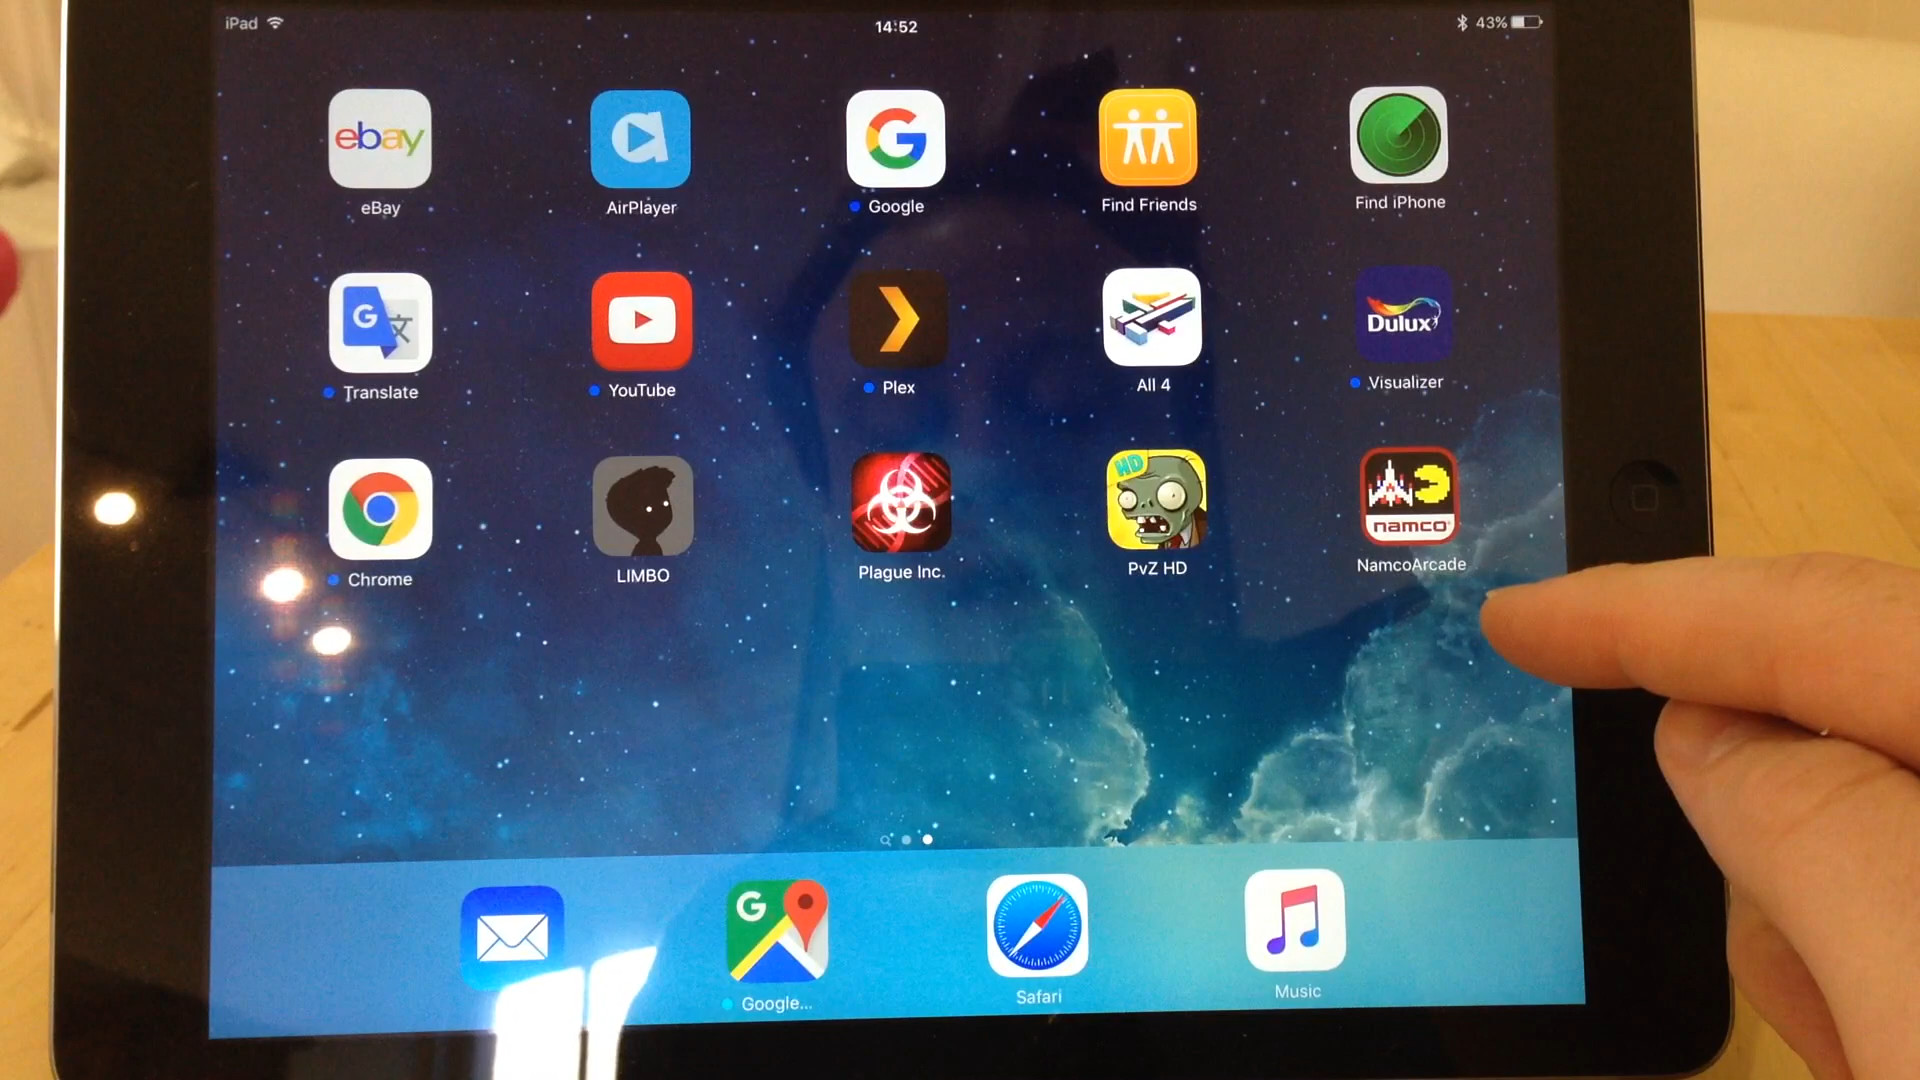 iPad 14:52 43%
ebay
eBay AirPlayer Google Find Friends Find iPhone
Dulux
Translate YouTube Plex All 4 Visualizer
HD
namco
Chrome LIMBO Plague Inc. PvZ HD NamcoArcade
Google... Safari Music